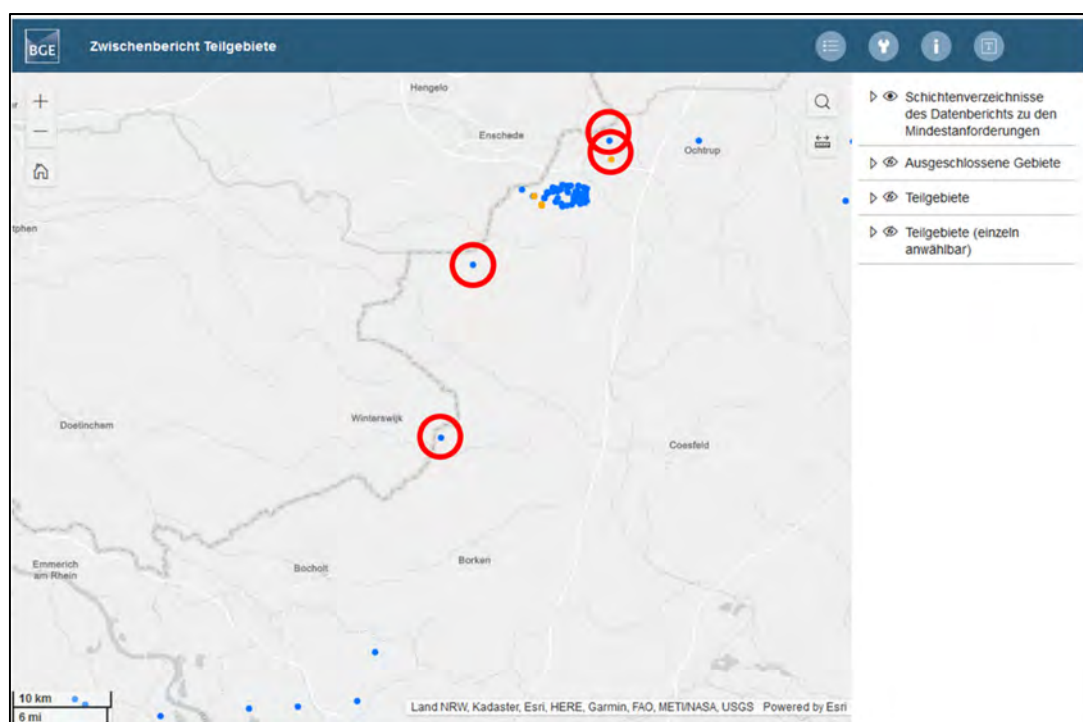 BGE
Zwischenbericht Teilgebiete
Hengelo
Enschede
Ochtrup
tphen
Winterswijk
Doetinchem
Coesfeld
Emmerich
am Rhein
Bocholt
Borken
10 km
6 mi
Land NRW, Kadaster, Esri, HERE, Garmin, FAO, METI/NASA, USGS Powered by Esri
Schichtenverzeichnisse
des Datenberichts zu den
Mindestanforderungen
Ausgeschlossene Gebiete
Teilgebiete
Teilgebiete (einzeln
anwählbar)